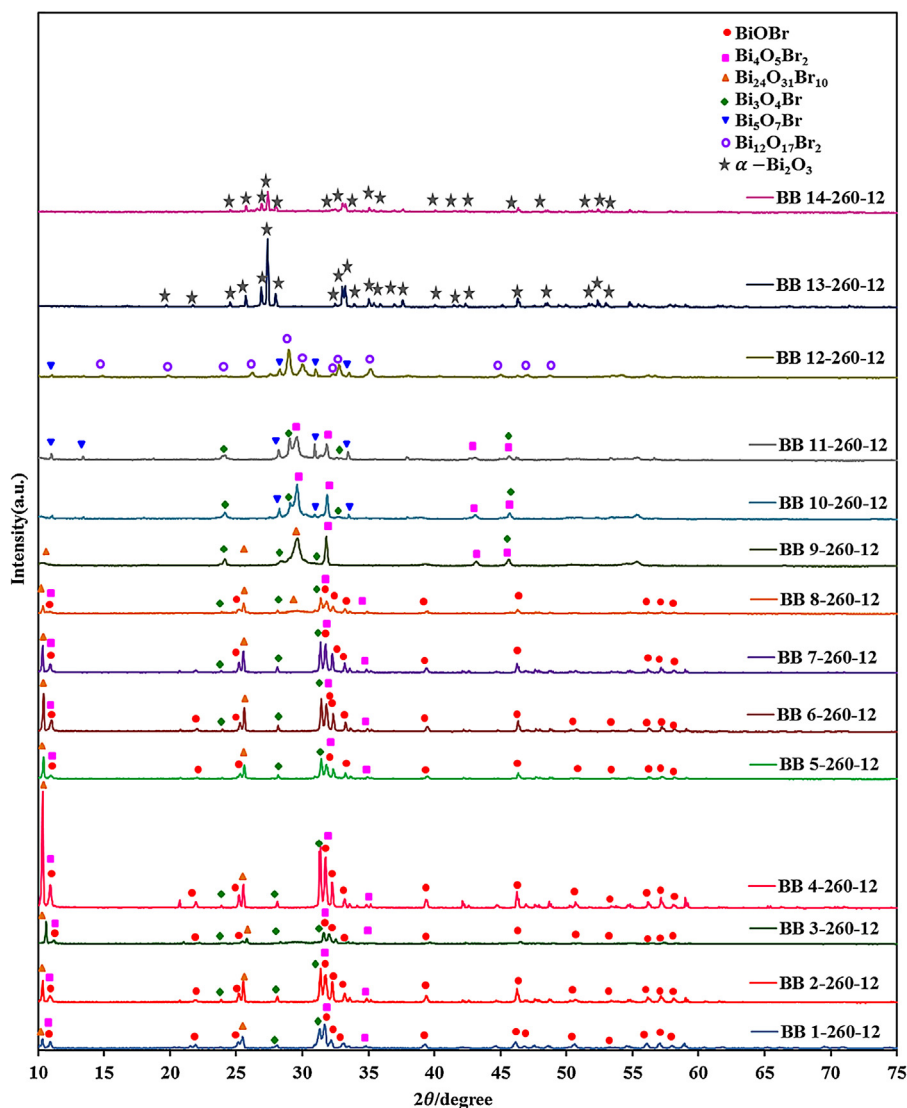 BiOBr
Bi₄O₅Br₂
Bi₂₄O₃₁Br₁₀
Bi₃O₄Br
Bi₅O₇Br
Bi₁₂O₁₇Br₂
α −Bi₂O₃
BB 14-260-12
BB 13-260-12
BB 12-260-12
BB 11-260-12
BB 10-260-12
BB 9-260-12
BB 8-260-12
BB 7-260-12
BB 6-260-12
BB 5-260-12
BB 4-260-12
BB 3-260-12
BB 2-260-12
BB 1-260-12
Intensity(a.u.)
10 15 20 25 30 35 40 45 50 55 60 65 70 75
2θ/degree